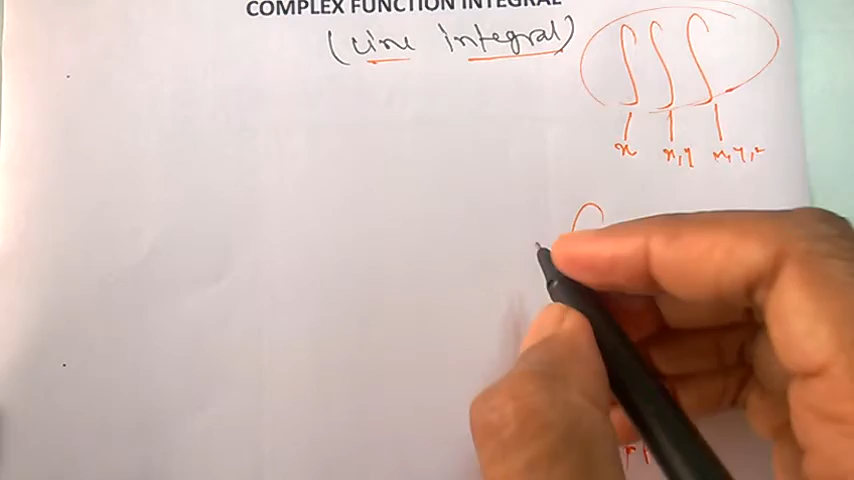 COMPLEX FUNCTION INTEGRAL
(Line integral)
∫ ∫ ∫
x x,y x,y,z